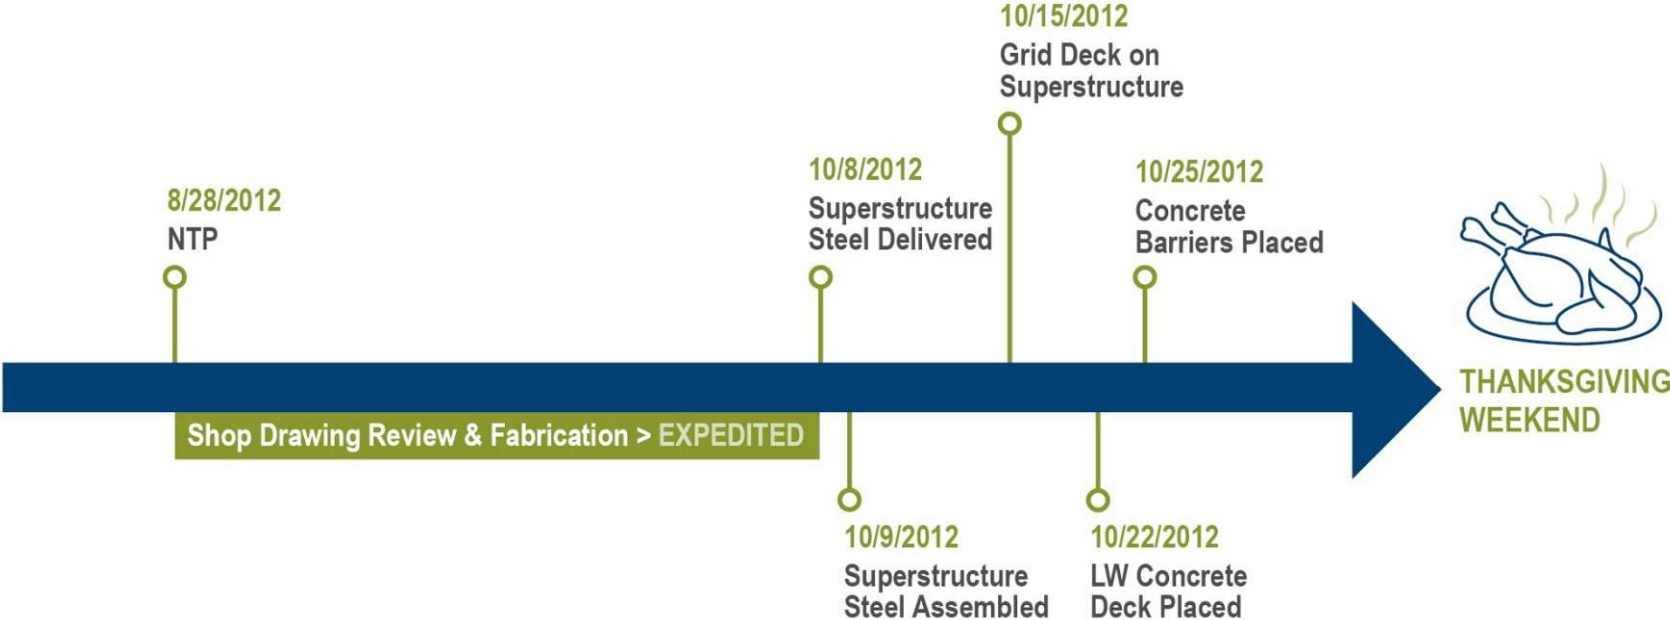 8/28/2012
NTP
Shop Drawing Review & Fabrication > EXPEDITED
10/8/2012
Superstructure
Steel Delivered
10/9/2012
Superstructure
Steel Assembled
10/15/2012
Grid Deck on
Superstructure
10/22/2012
LW Concrete
Deck Placed
10/25/2012
Concrete
Barriers Placed
THANKSGIVING
WEEKEND